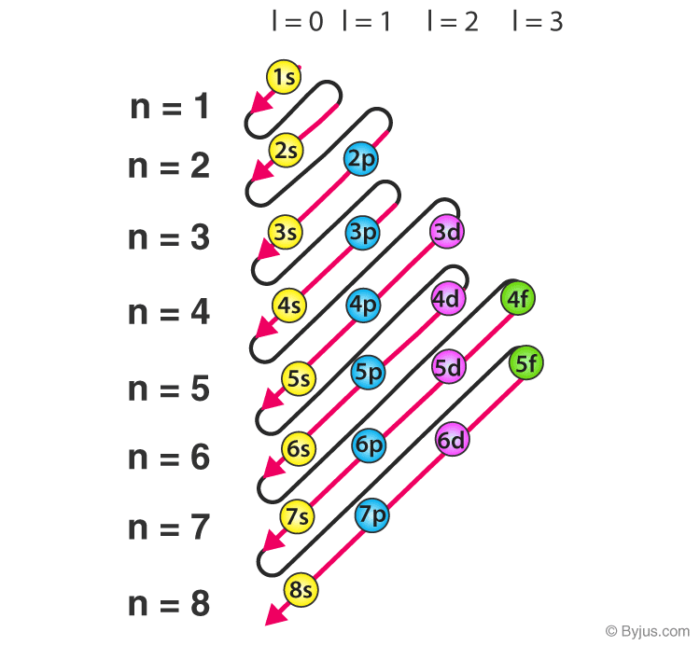 l = 0 l = 1 l = 2 l = 3
1s
n = 1
2s 2p
n = 2
3s 3p 3d
n = 3
4s 4p 4d 4f
n = 4
5s 5p 5d 5f
n = 5
6s 6p 6d
n = 6
7s 7p
n = 7
8s
n = 8
© Byjus.com